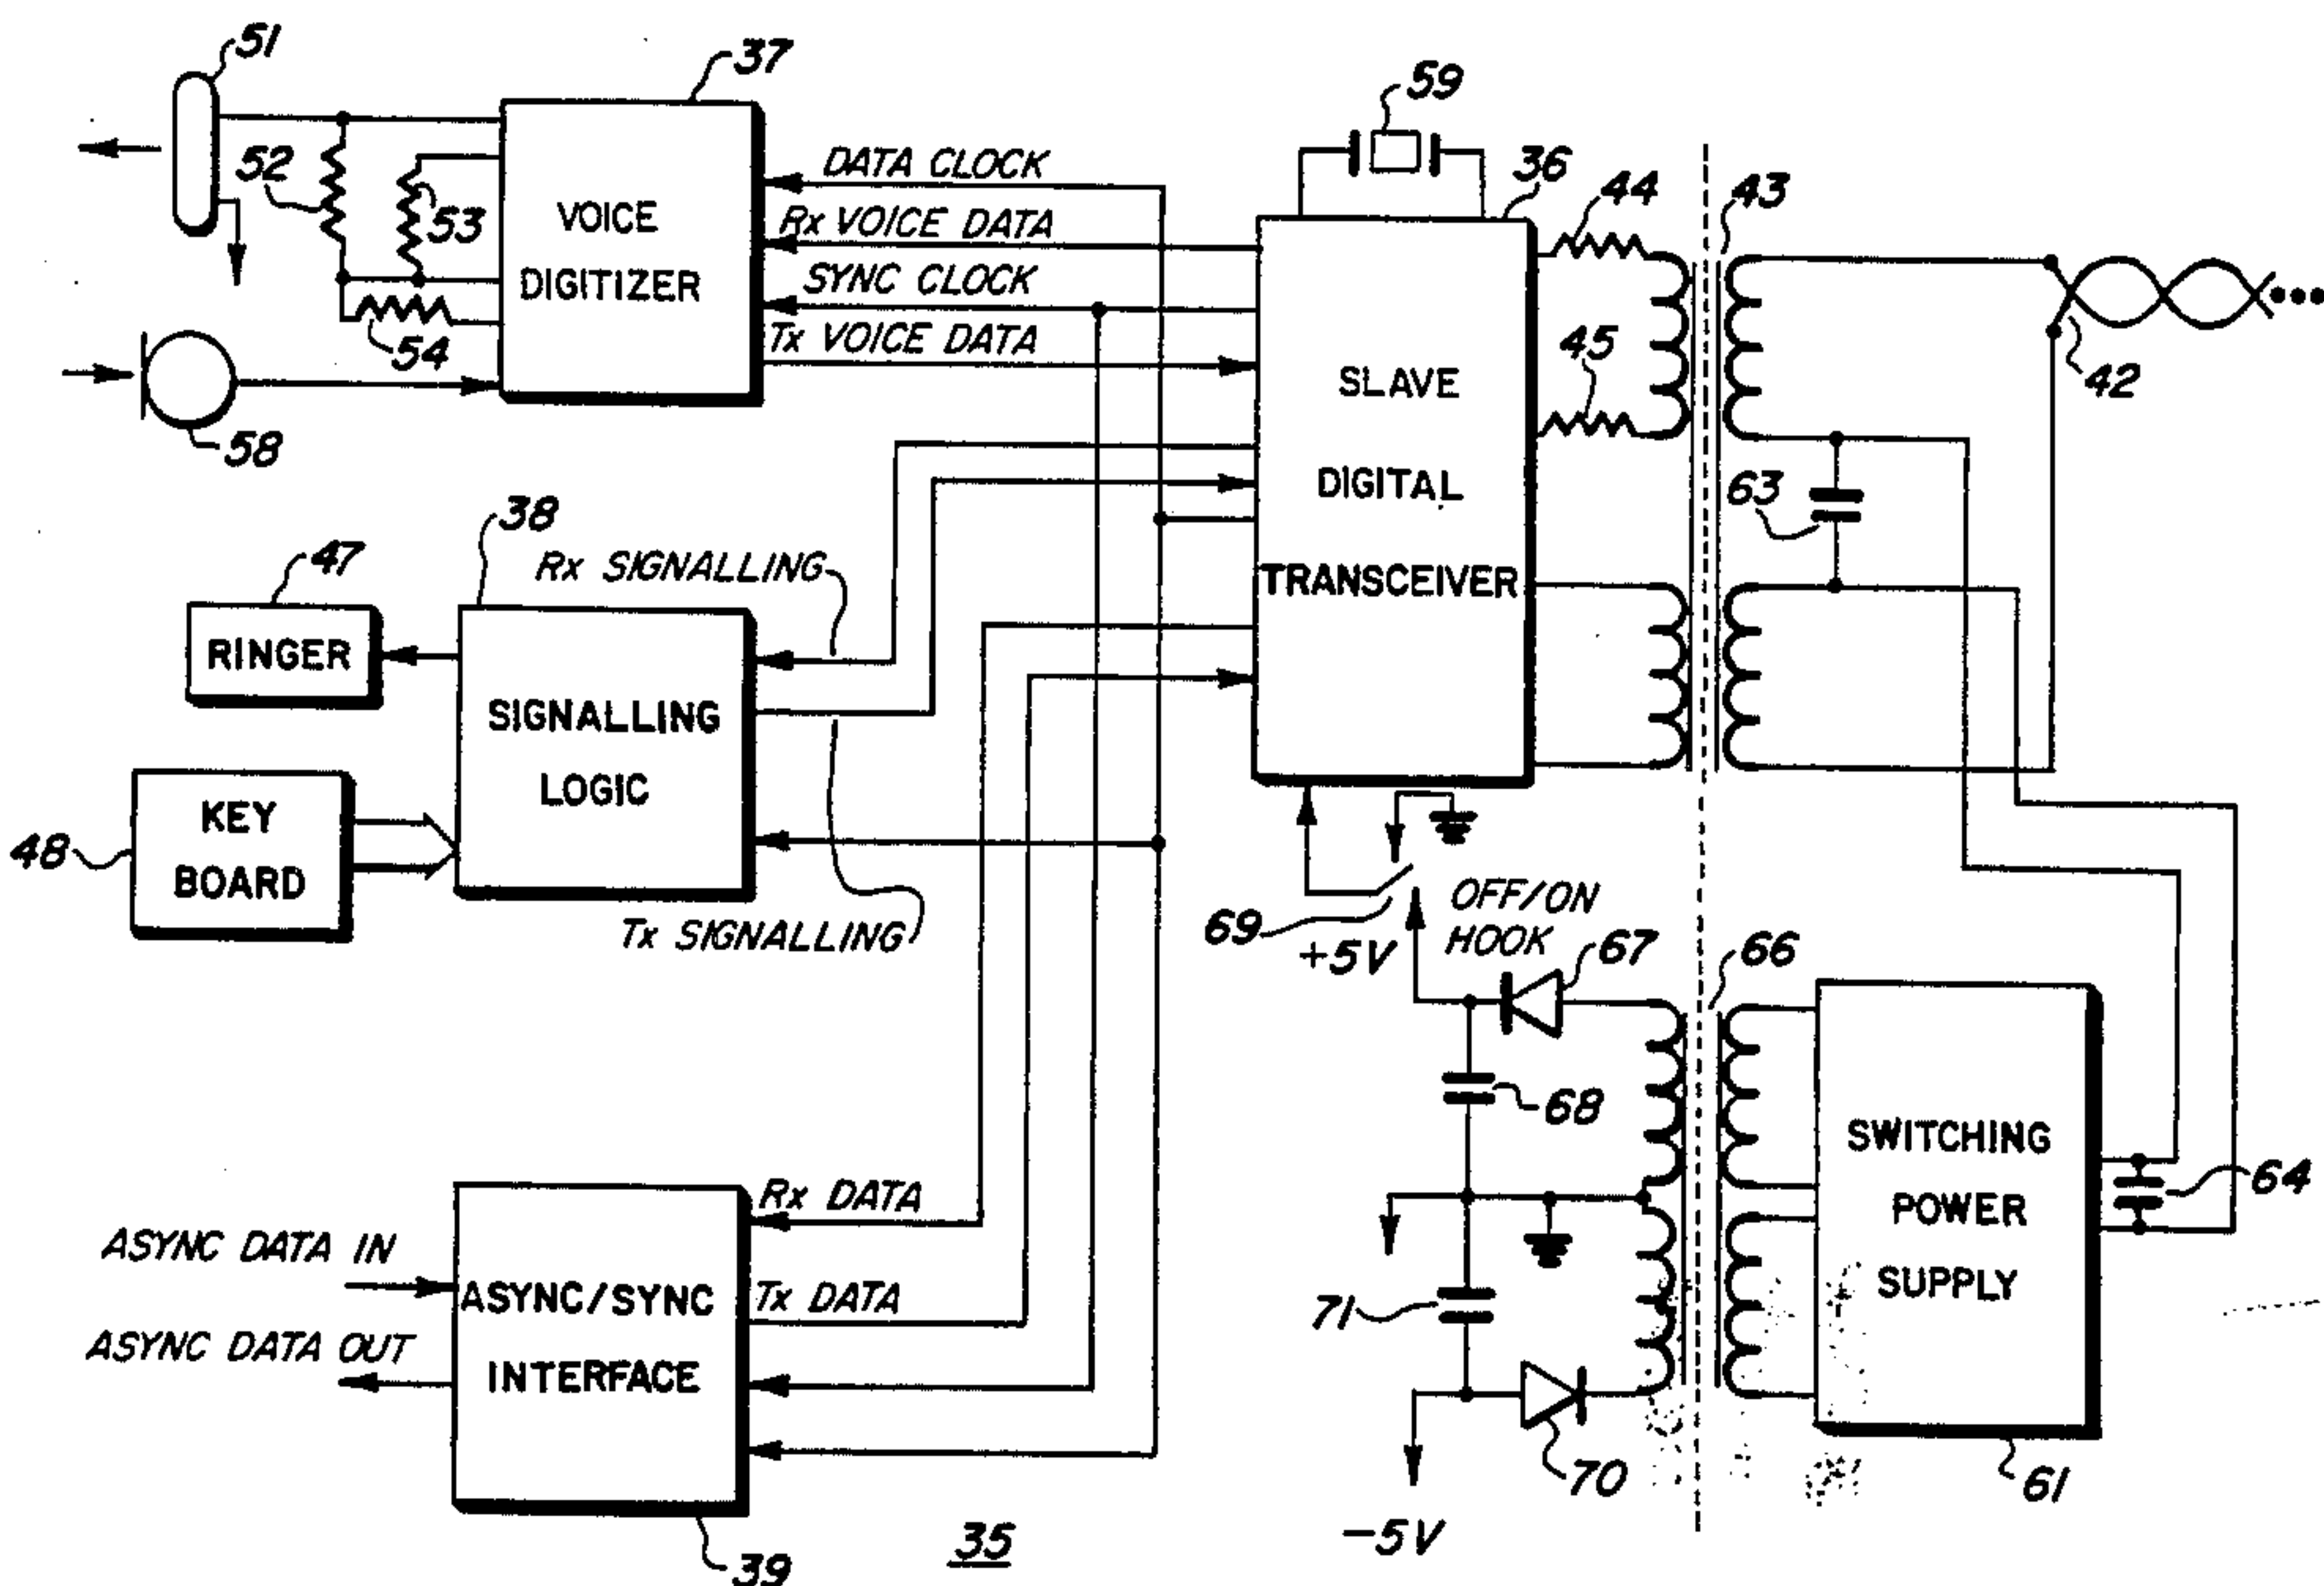 51
37
59
36
44
43
52
53
VOICE
DIGITIZER
DATA CLOCK
Rx VOICE DATA
SYNC CLOCK
Tx VOICE DATA
54
58
45
42
SLAVE
DIGITAL
TRANSCEIVER
63
38
47
RINGER
Rx SIGNALLING
SIGNALLING
LOGIC
48
KEY
BOARD
Tx SIGNALLING
69
OFF/ON
HOOK
+5V
67
66
68
SWITCHING
POWER
SUPPLY
64
Rx DATA
ASYNC DATA IN
ASYNC/SYNC
INTERFACE
Tx DATA
ASYNC DATA OUT
71
70
61
-5V
35
39